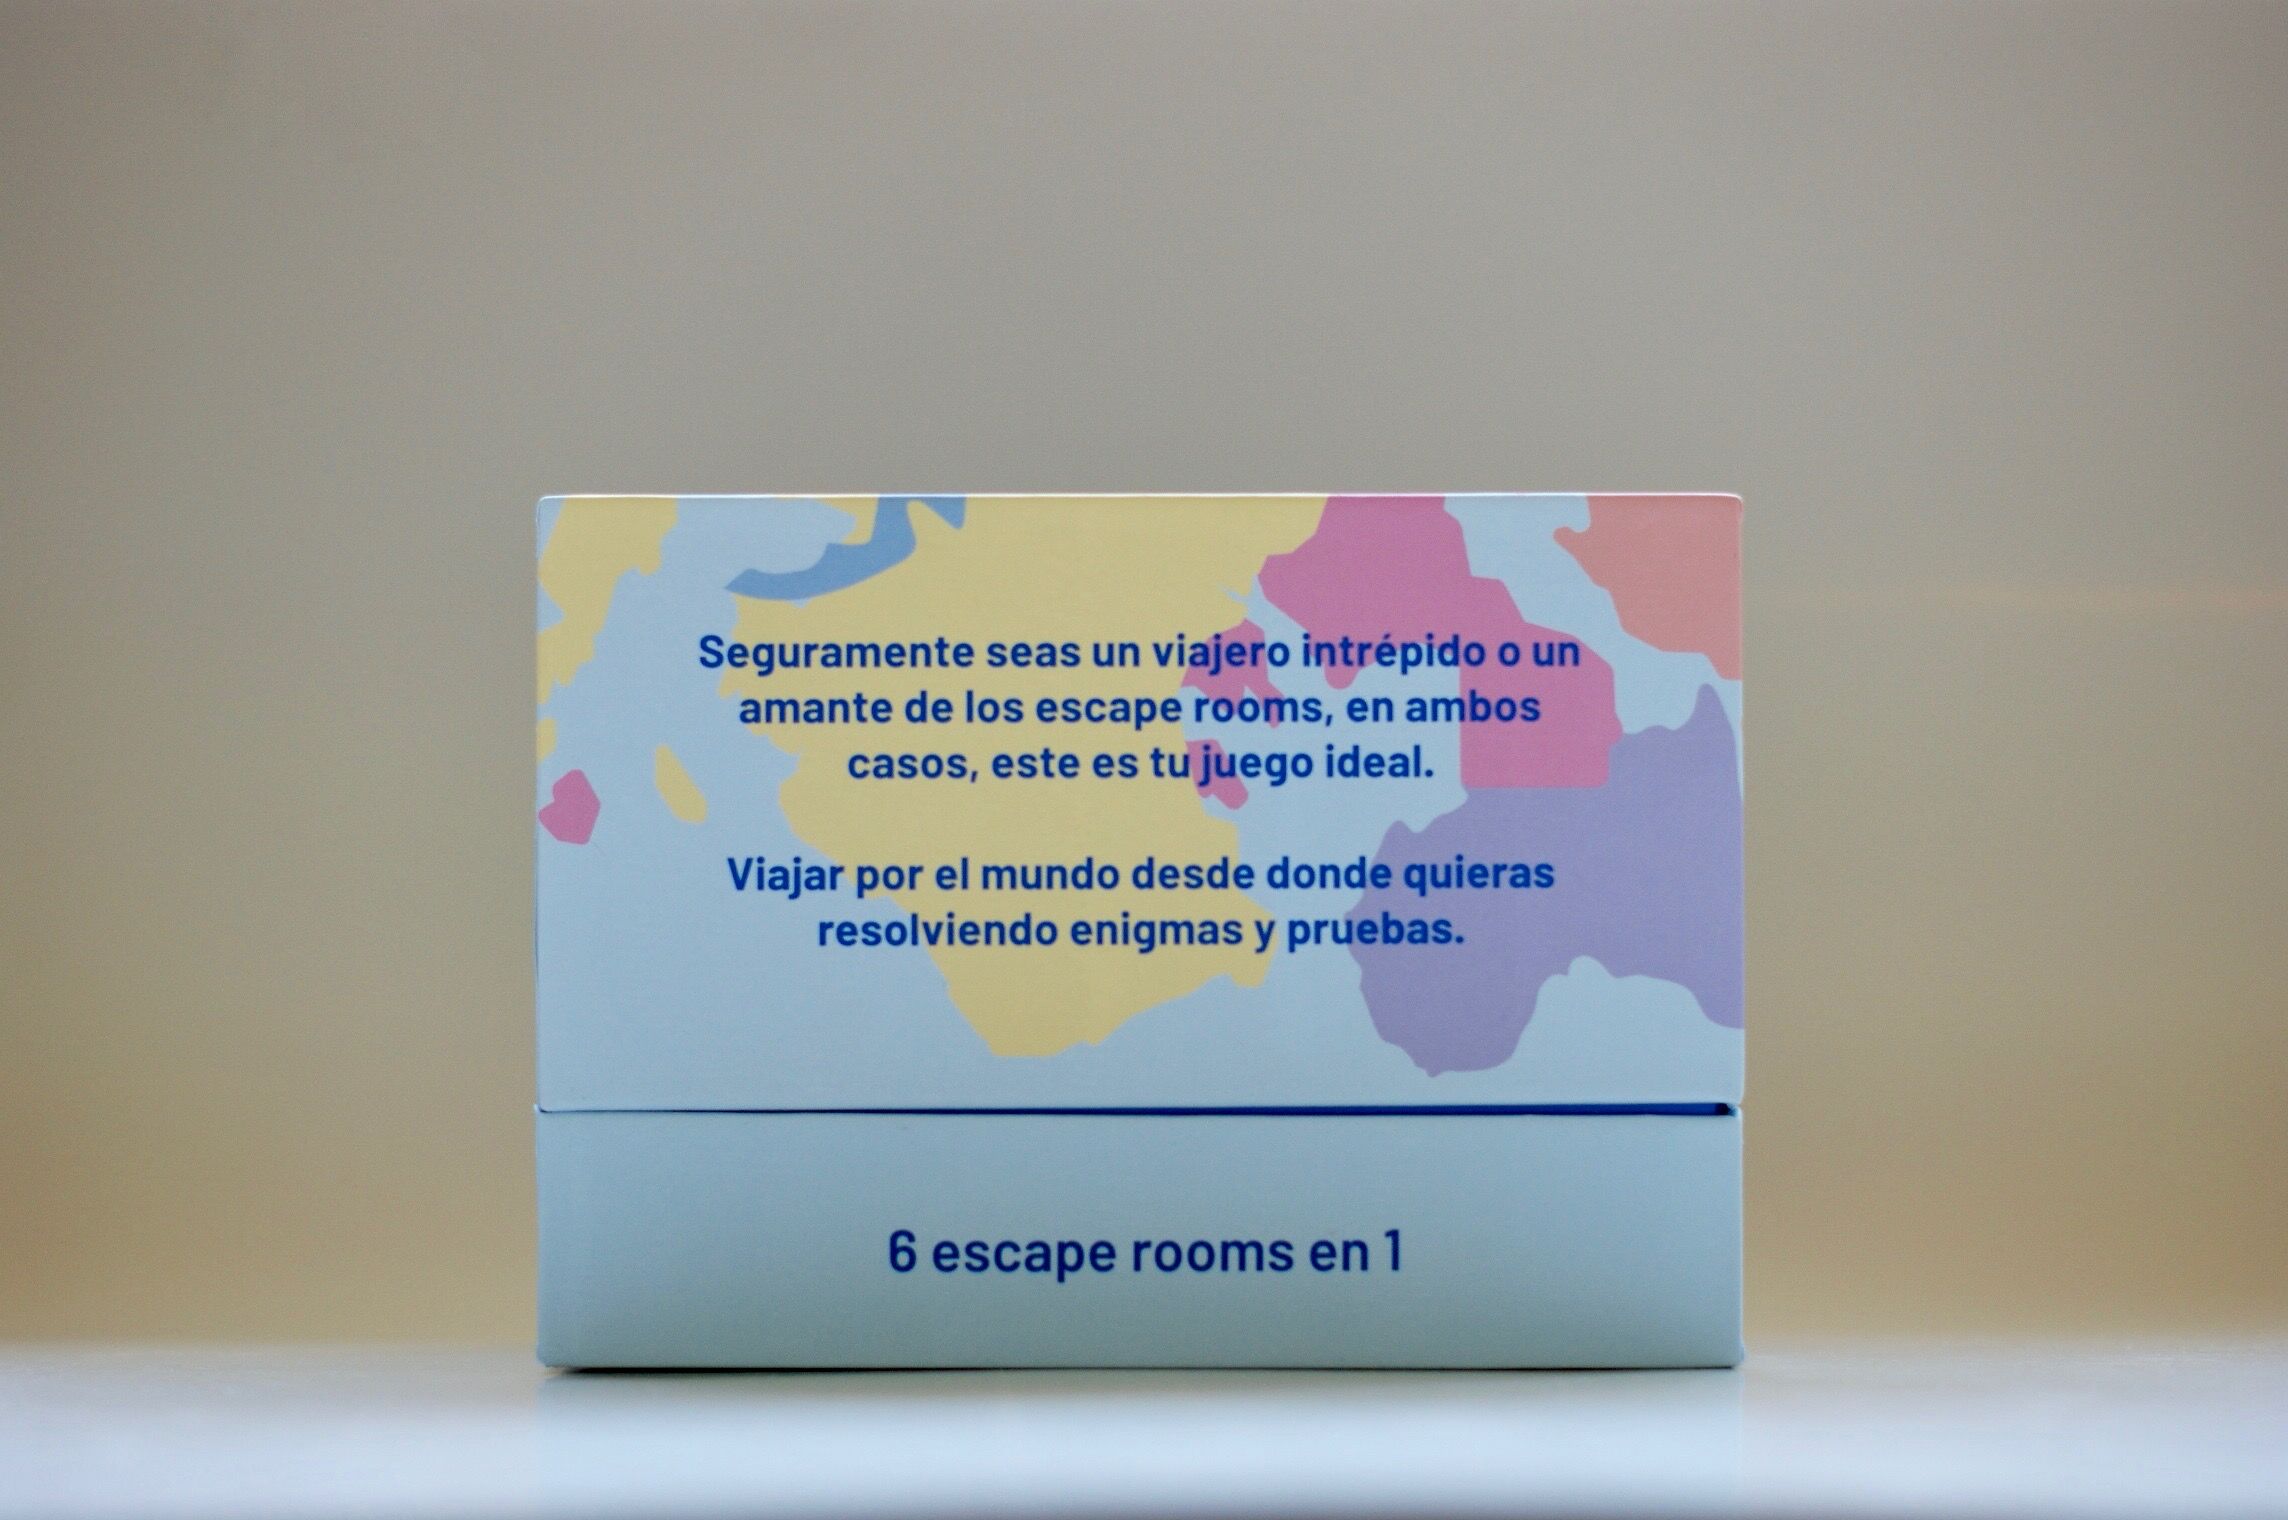 Seguramente seas un viajero intrépido o un
amante de los escape rooms, en ambos
casos, este es tu juego ideal.
Viajar por el mundo desde donde quieras
resolviendo enigmas y pruebas.
6 escape rooms en 1